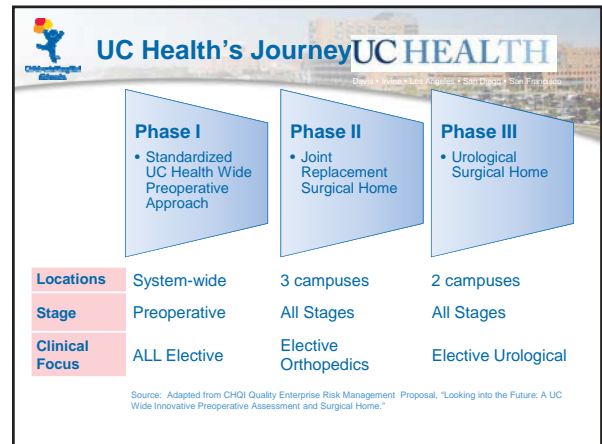 UC Health's Journey
UC HEALTH
Davis • Irvine • Los Angeles • San Diego • San Francisco
Phase I
• Standardized
UC Health Wide
Preoperative
Approach
Phase II
• Joint
Replacement
Surgical Home
Phase III
• Urological
Surgical Home
Locations System-wide 3 campuses 2 campuses
Stage Preoperative All Stages All Stages
Clinical
Focus ALL Elective Elective
Orthopedics Elective Urological
Source: Adapted from CHQI Quality Enterprise Risk Management Proposal, "Looking into the Future: A UC
Wide Innovative Preoperative Assessment and Surgical Home."